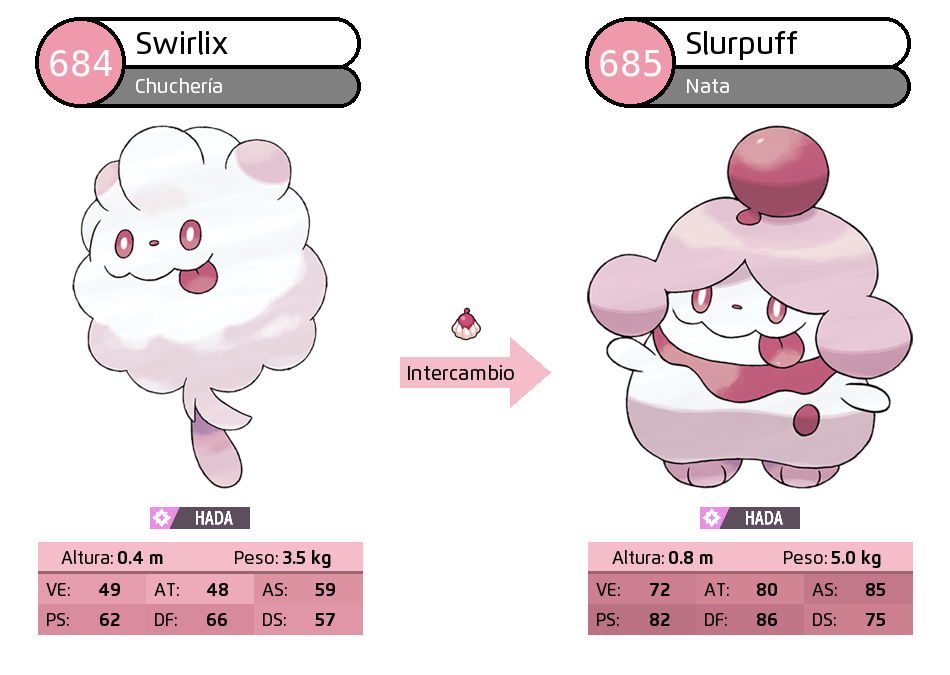 684
Swirlix
Chuchería
685
Slurpuff
Nata
Intercambio
HADA
HADA
Altura: 0.4 m Peso: 3.5 kg
VE: 49 AT: 48 AS: 59
PS: 62 DF: 66 DS: 57
Altura: 0.8 m Peso: 5.0 kg
VE: 72 AT: 80 AS: 85
PS: 82 DF: 86 DS: 75